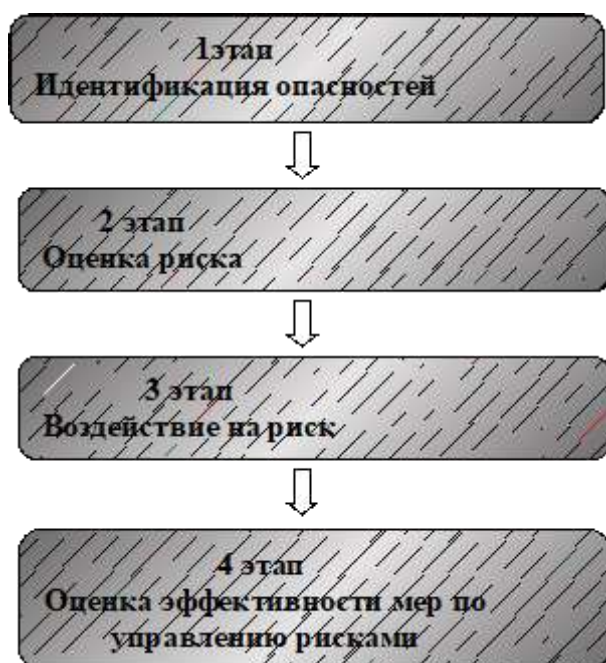 1этап
Идентификация опасностей
2 этап
Оценка риска
3 этап
Воздействие на риск
4 этап
Оценка эффективности мер по
управлению рисками